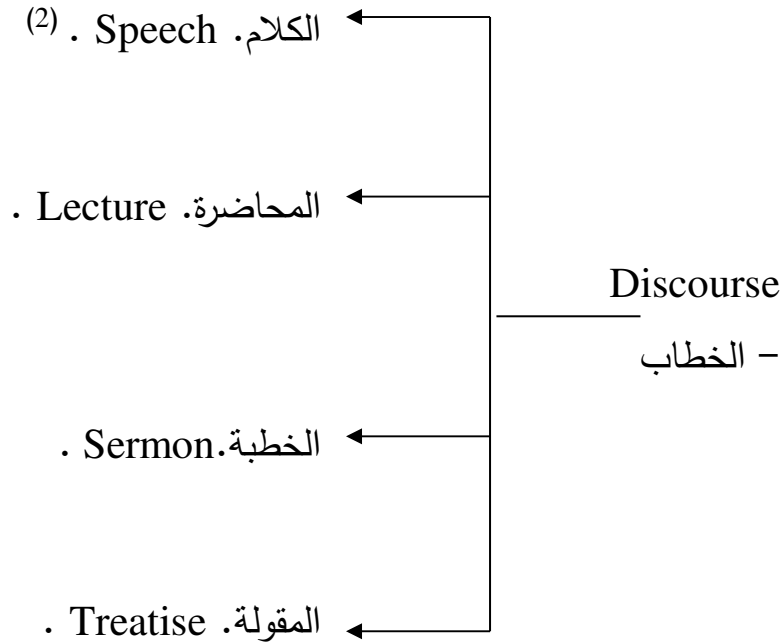 الكلام. Speech . (2)
المحاضرة. Lecture .
Discourse
– الخطاب
الخطبة.Sermon .
المقولة. Treatise .